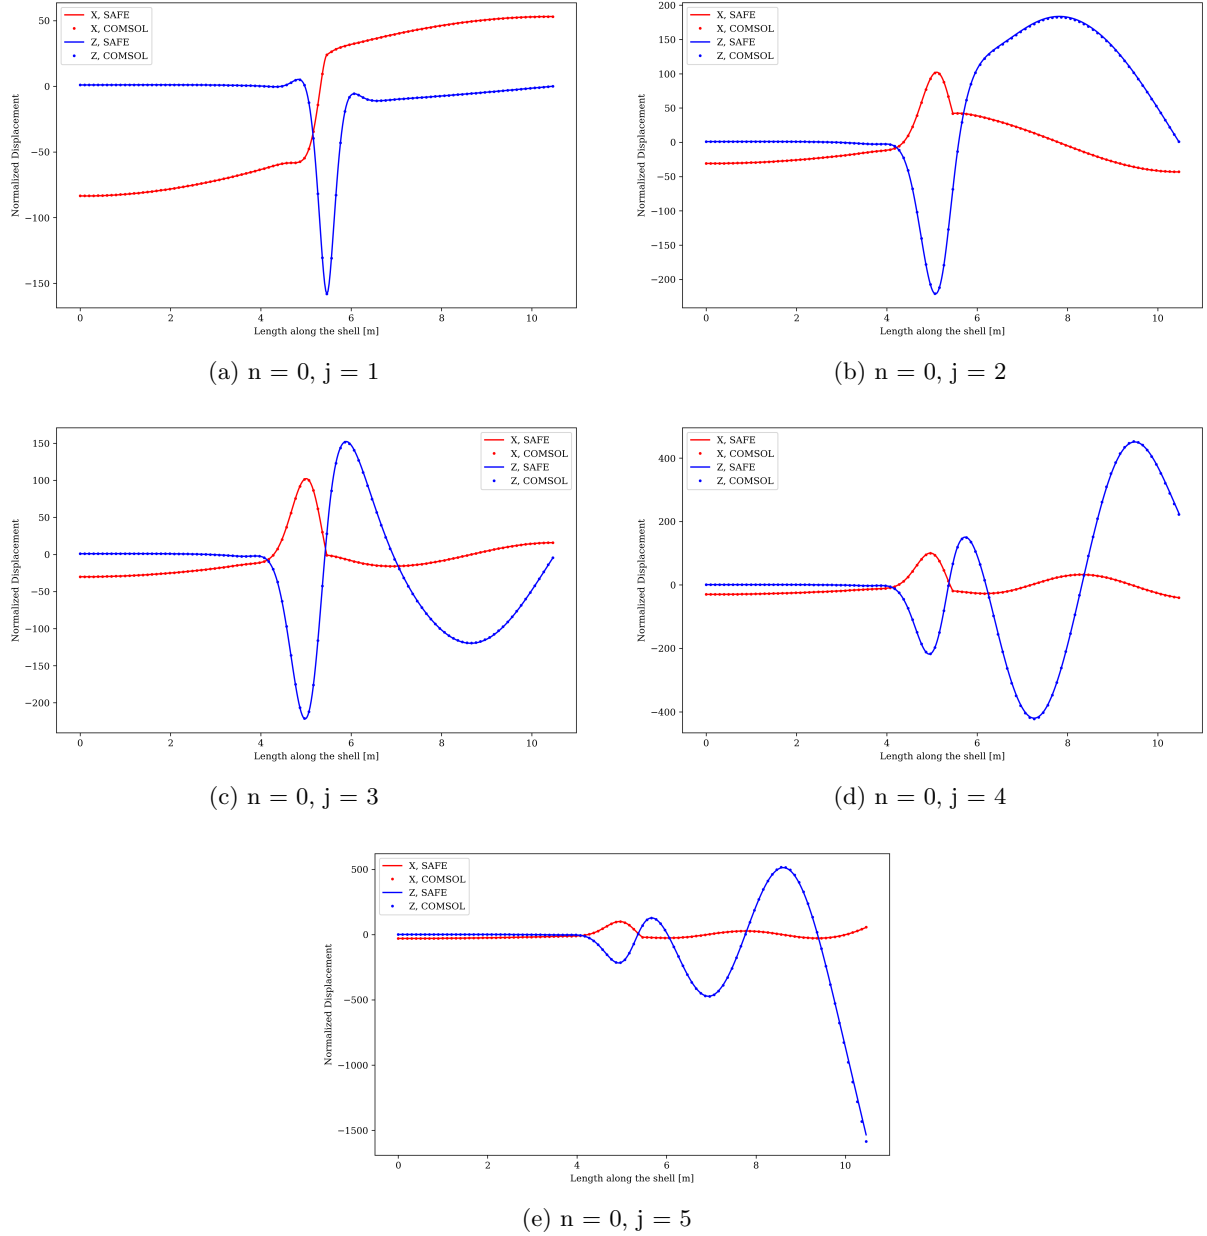 X, SAFE
X, COMSOL
Z, SAFE
Z, COMSOL
50
0
−50
−100
−150
Normalized Displacement
0 2 4 6 8 10
Length along the shell [m]
(a) n = 0, j = 1
X, SAFE
X, COMSOL
Z, SAFE
Z, COMSOL
200
150
100
50
0
−50
−100
−150
−200
Normalized Displacement
0 2 4 6 8 10
Length along the shell [m]
(b) n = 0, j = 2
X, SAFE
X, COMSOL
Z, SAFE
Z, COMSOL
150
100
50
0
−50
−100
−150
−200
Normalized Displacement
0 2 4 6 8 10
Length along the shell [m]
(c) n = 0, j = 3
X, SAFE
X, COMSOL
Z, SAFE
Z, COMSOL
400
200
0
−200
−400
Normalized Displacement
0 2 4 6 8 10
Length along the shell [m]
(d) n = 0, j = 4
X, SAFE
X, COMSOL
Z, SAFE
Z, COMSOL
500
0
−500
−1000
−1500
Normalized Displacement
0 2 4 6 8 10
Length along the shell [m]
(e) n = 0, j = 5